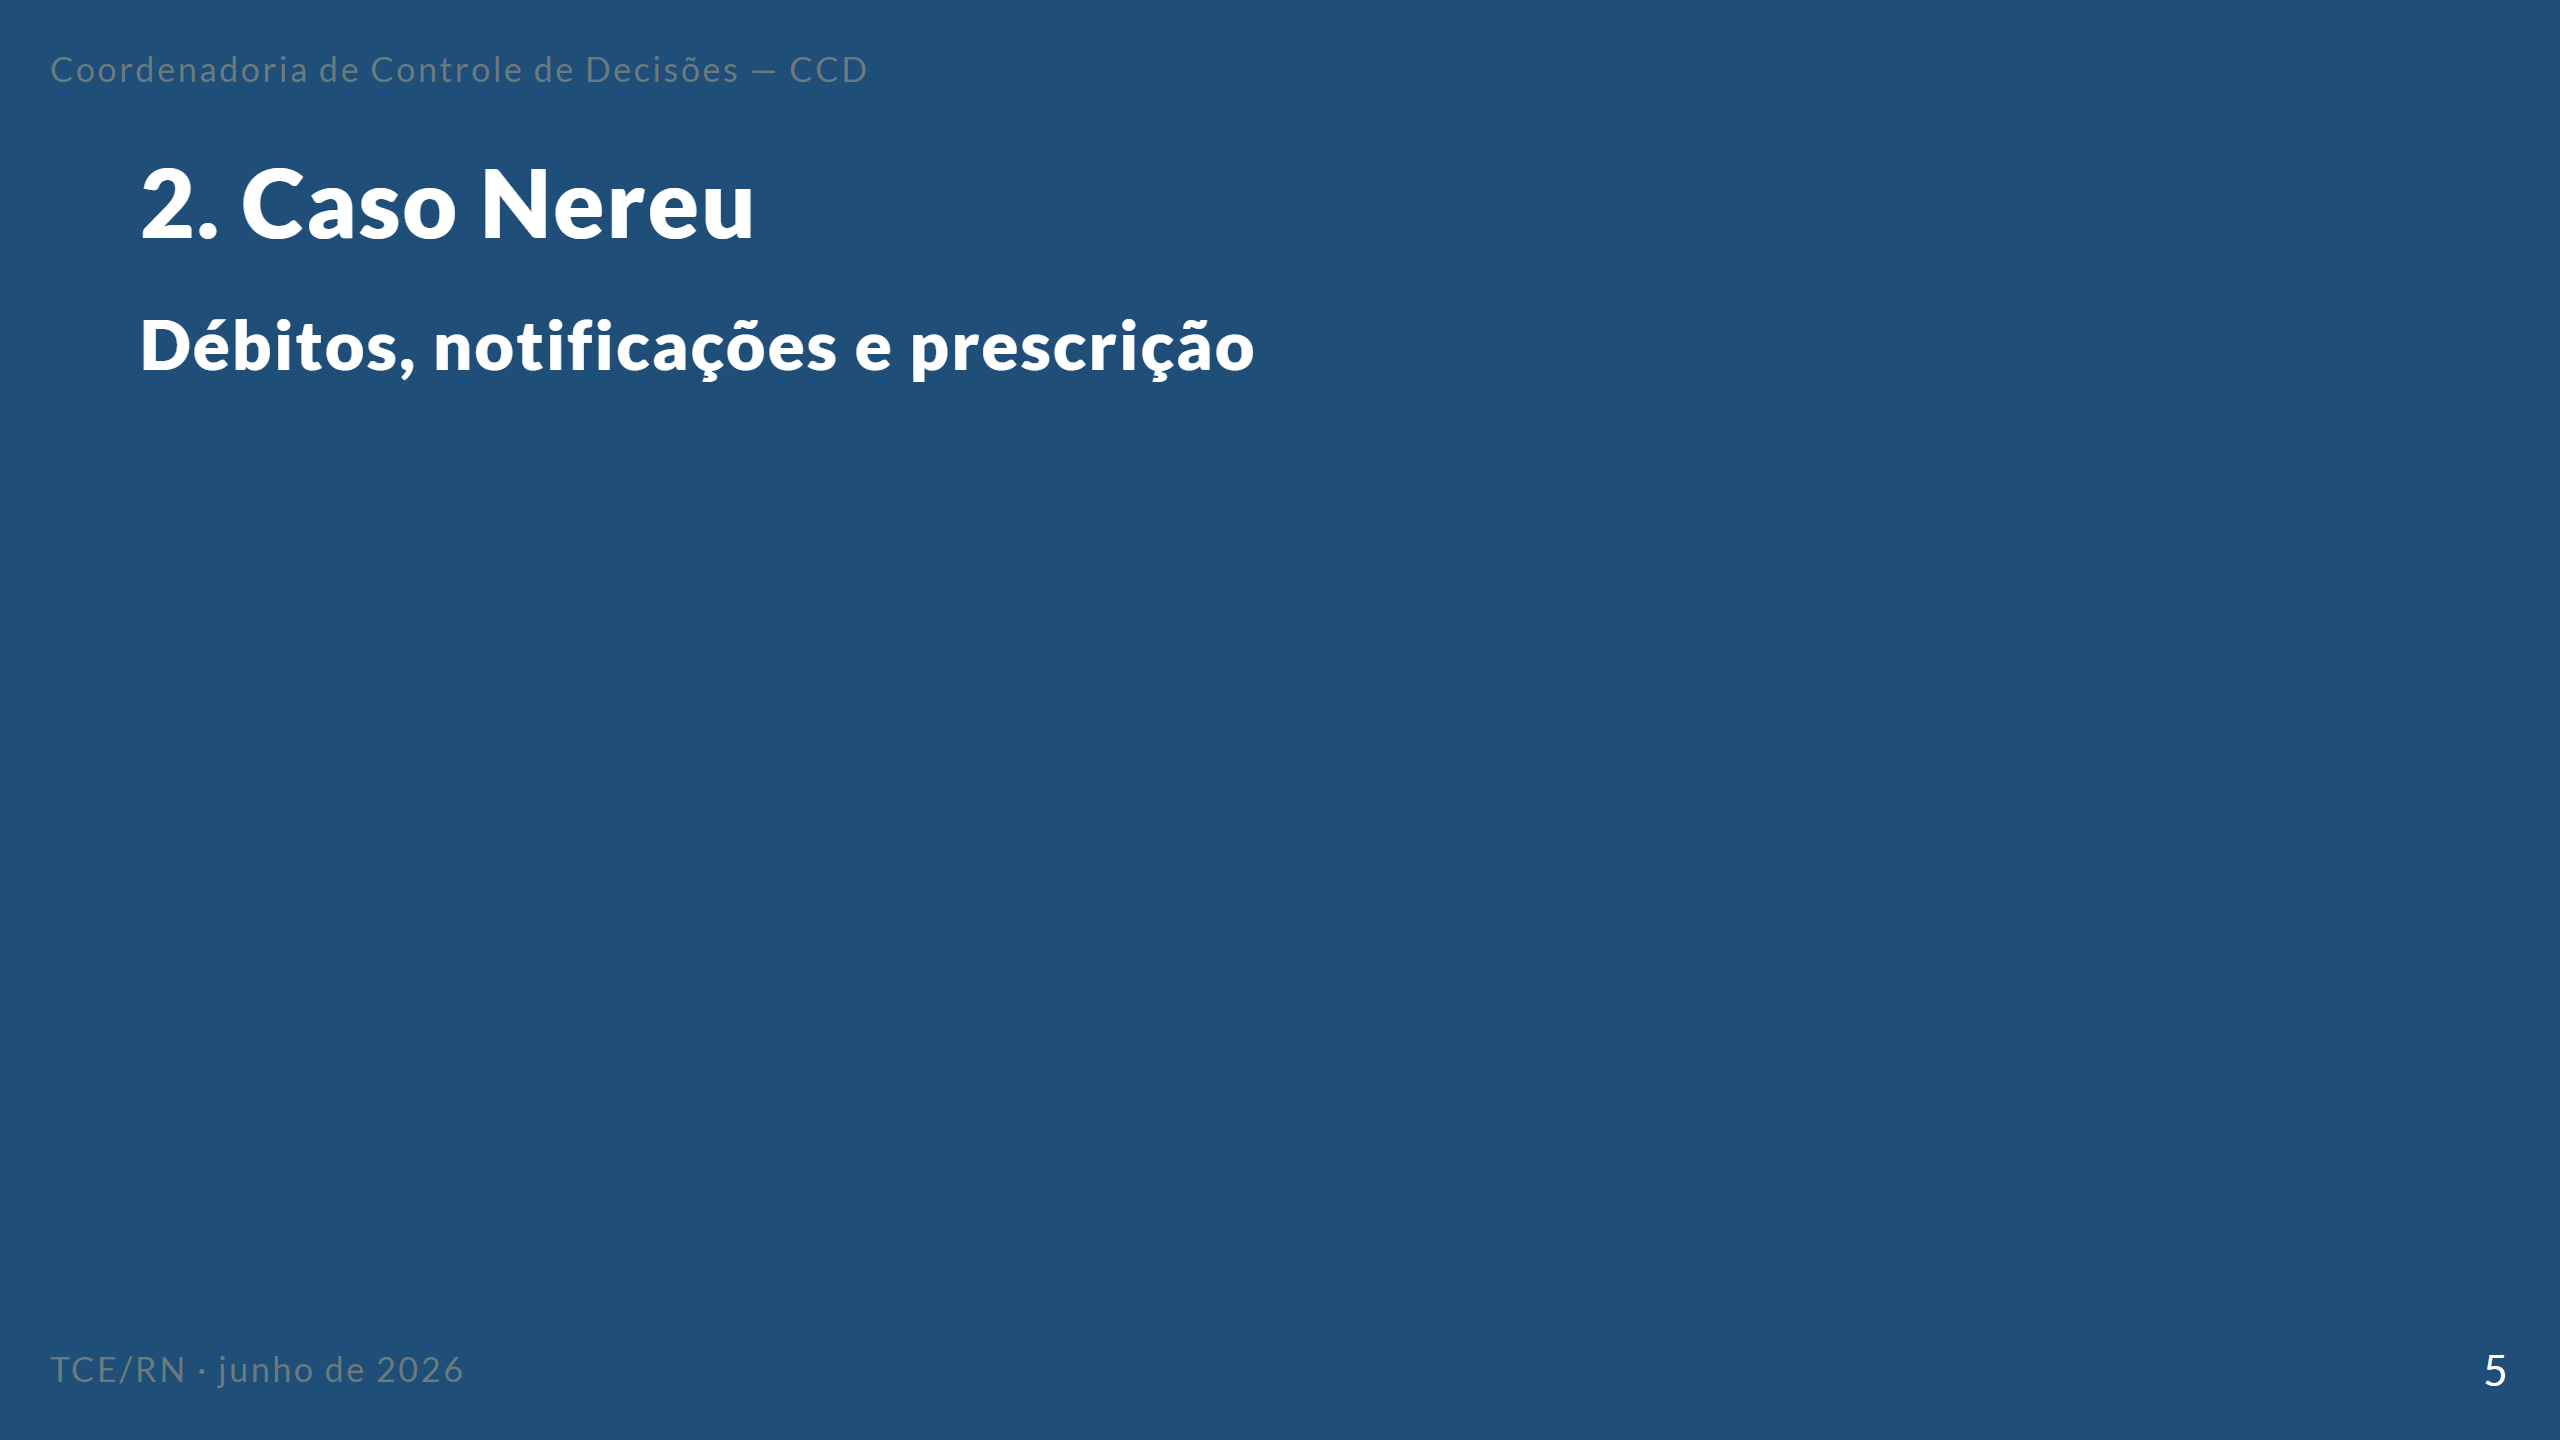 Coordenadoria de Controle de Decisões — CCD
2. Caso Nereu
Débitos, notificações e prescrição
TCE/RN · junho de 2026
5